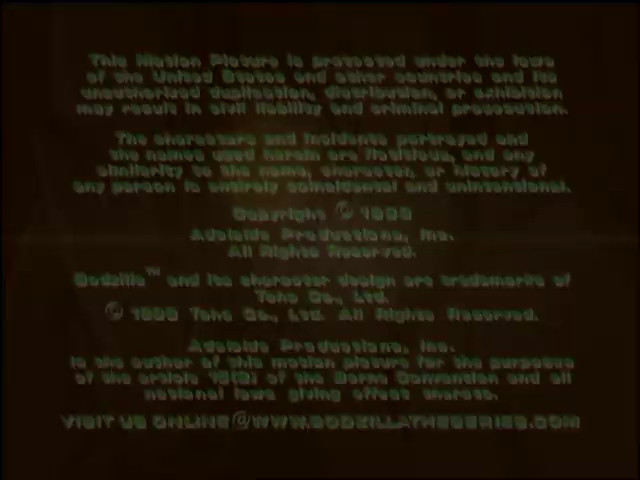 This Motion Picture is protected under the laws
of the United States and other countries and its
unauthorized duplication, distribution, or exhibition
may result in civil liability and criminal prosecution.
The characters and incidents portrayed and
the names used herein are fictitious, and any
similarity to the name, character, or history of
any person is entirely coincidental and unintentional.
Copyright ©
Adelaide Productions, Inc.
All Rights Reserved.
Godzilla™ and its character design are trademarks of
Toho Co., Ltd.
© Toho Co., Ltd. All Rights Reserved.
Adelaide Productions, Inc.
is the author of this motion picture for the purposes
of the article of the Berne Convention and all
national laws giving effect thereto.
VISIT US ONLINE@WWW.GODZILLATHESERIES.COM